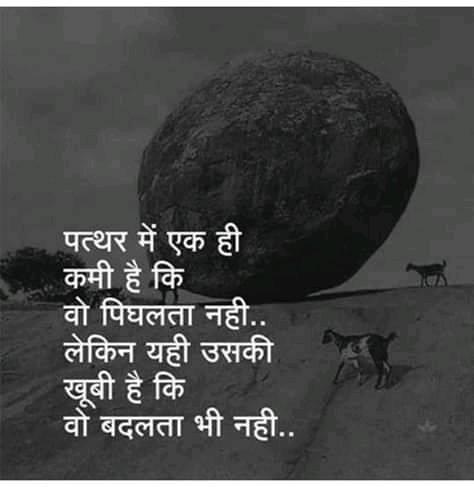 पत्थर में एक ही
कमी है कि
वो पिघलता नही..
लेकिन यही उसकी
खूबी है कि
वो बदलता भी नही..